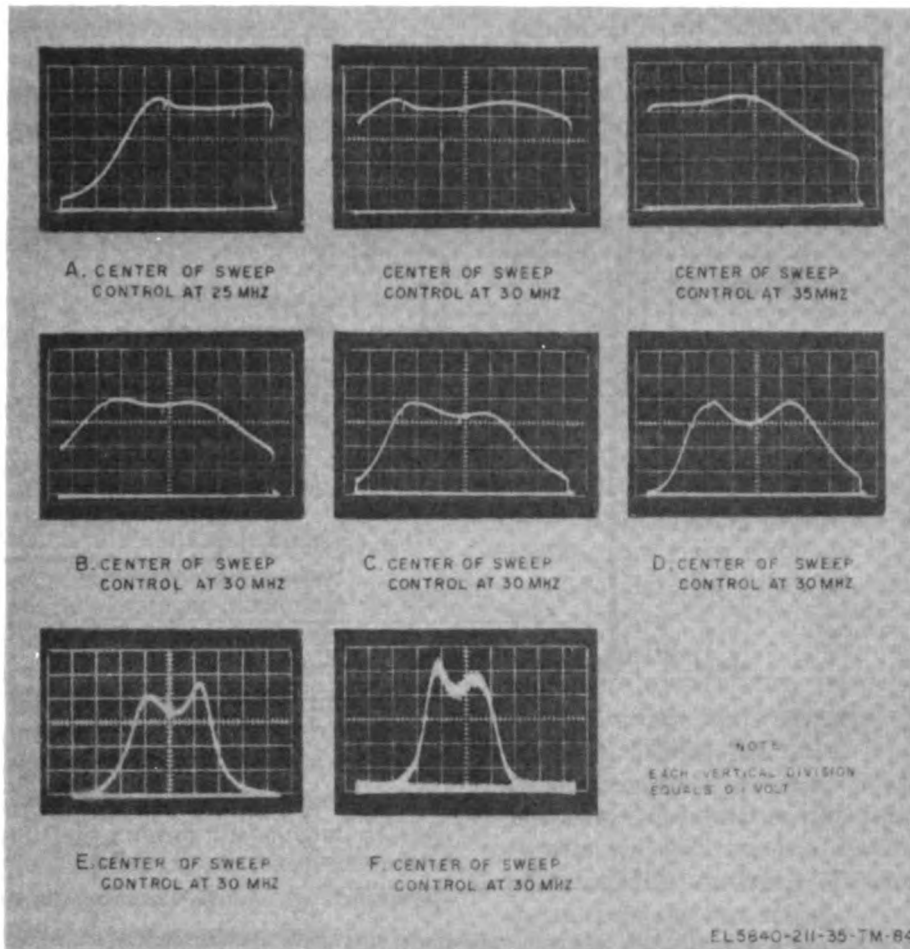 A. CENTER OF SWEEP
CONTROL AT 25 MHZ
CENTER OF SWEEP
CONTROL AT 30 MHZ
CENTER OF SWEEP
CONTROL AT 35MHZ
B. CENTER OF SWEEP
CONTROL AT 30 MHZ
C. CENTER OF SWEEP
CONTROL AT 30 MHZ
D. CENTER OF SWEEP
CONTROL AT 30 MHZ
E. CENTER OF SWEEP
CONTROL AT 30 MHZ
F. CENTER OF SWEEP
CONTROL AT 30 MHZ
NOTE
EACH VERTICAL DIVISION
EQUALS 0.1 VOLT
EL5840-211-35-TM-84